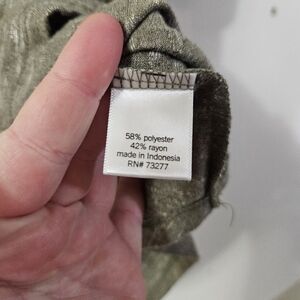 58% polyester
42% rayon
made in Indonesia
RN# 73277